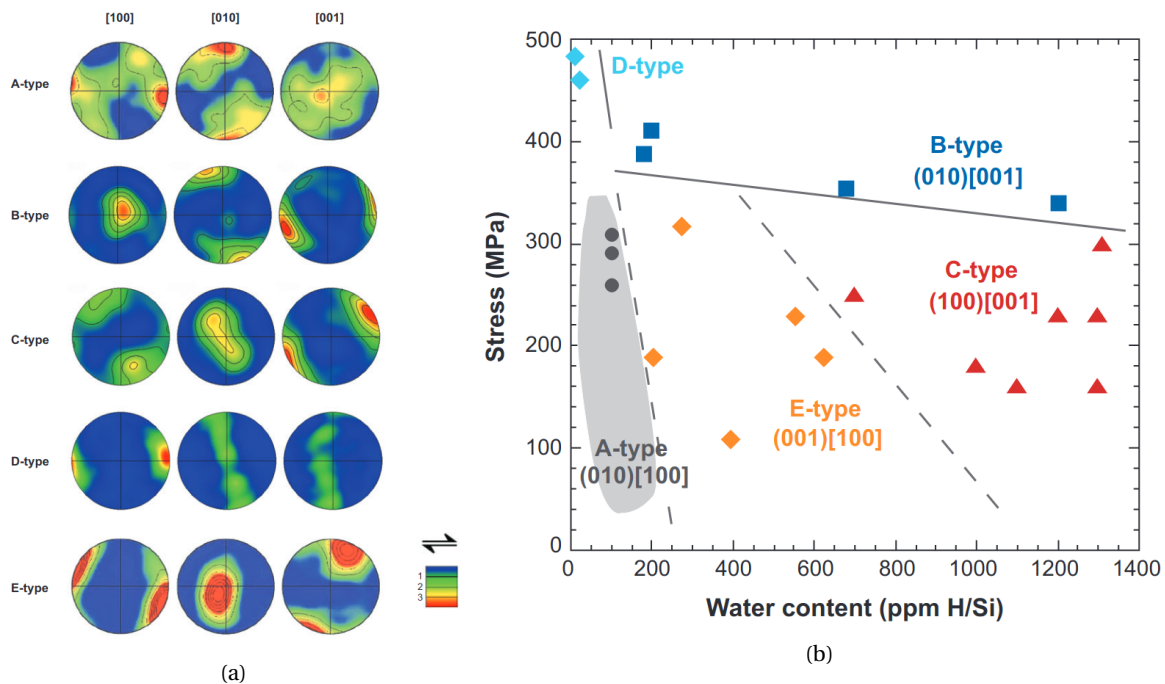 [100] [010] [001]
A-type
B-type
C-type
D-type
E-type
1
2
3
(a)
500
400
300
200
100
0
Stress (MPa)
D-type
B-type
(010)[001]
C-type
(100)[001]
E-type
(001)[100]
A-type
(010)[100]
0 200 400 600 800 1000 1200 1400
Water content (ppm H/Si)
(b)